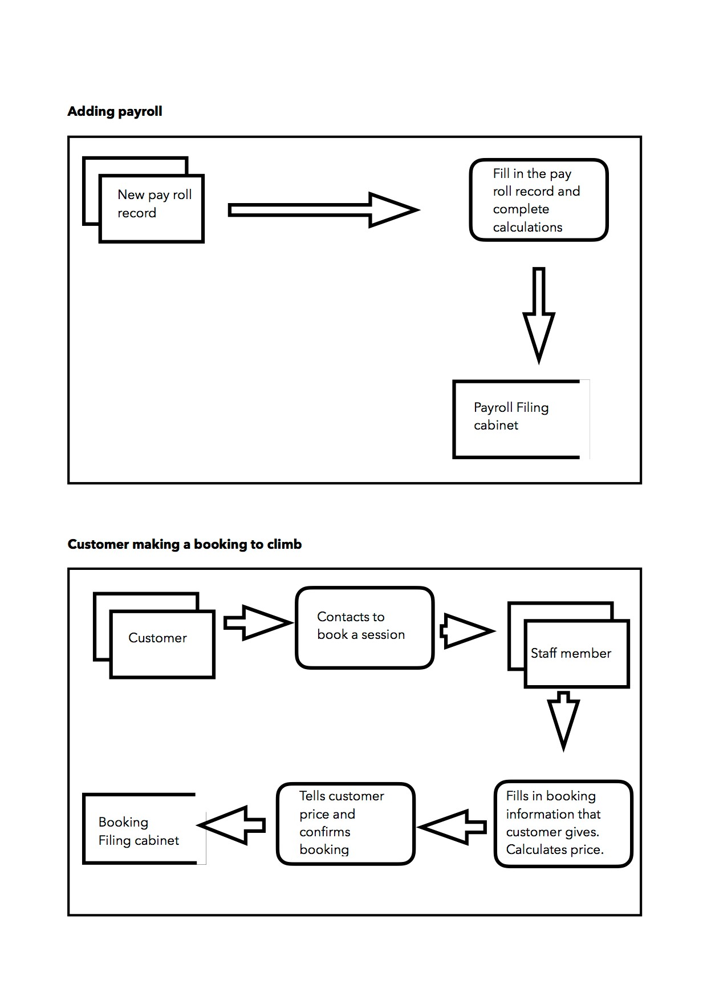 Adding payroll
New pay roll
record
Fill in the pay
roll record and
complete
calculations
Payroll Filing
cabinet
Customer making a booking to climb
Customer
Contacts to
book a session
Staff member
Fills in booking
information that
customer gives.
Calculates price.
Tells customer
price and
confirms
booking
Booking
Filing cabinet